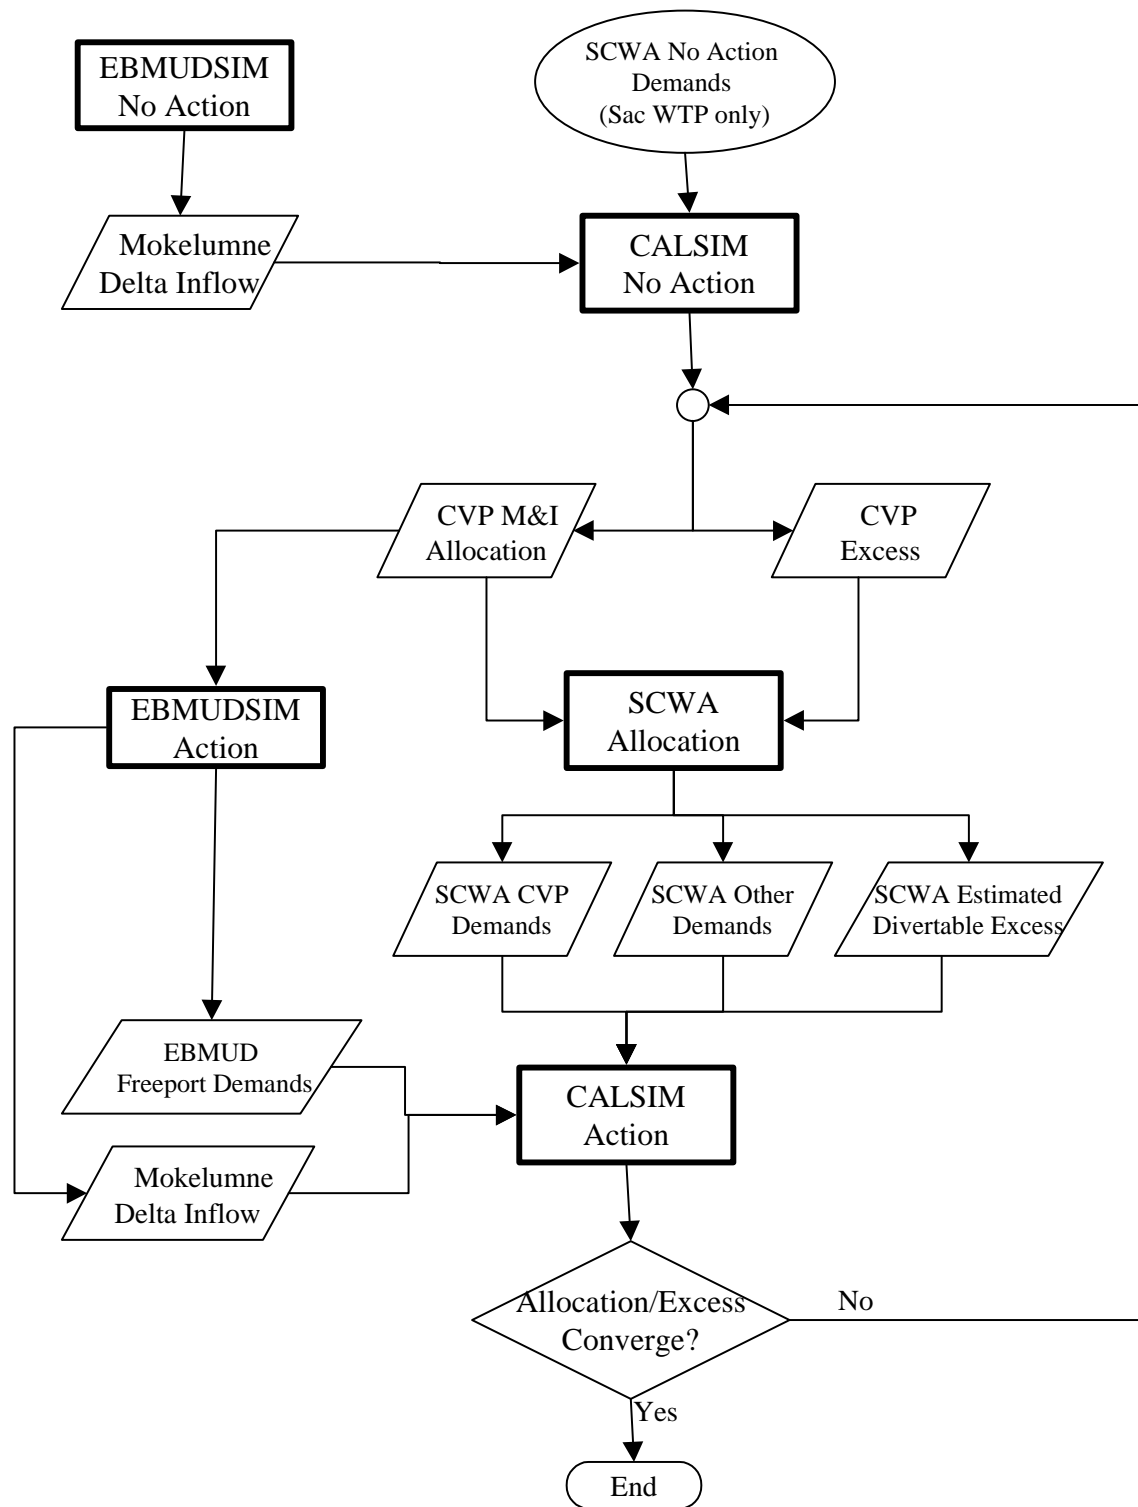 EBMUDSIM
No Action
SCWA No Action
Demands
(Sac WTP only)
Mokelumne
Delta Inflow
CALSIM
No Action
CVP M&I
Allocation
CVP
Excess
EBMUDSIM
Action
SCWA
Allocation
SCWA CVP
Demands
SCWA Other
Demands
SCWA Estimated
Divertable Excess
EBMUD
Freeport Demands
CALSIM
Action
Mokelumne
Delta Inflow
Allocation/Excess
Converge?
No
Yes
End